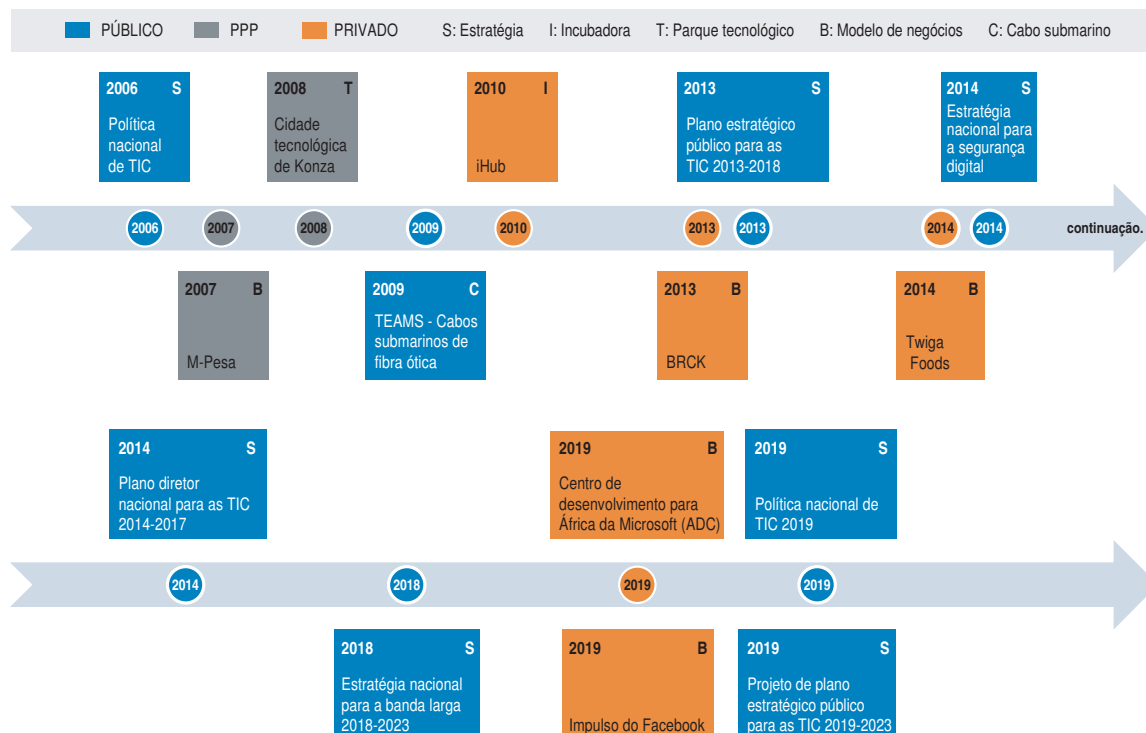 PÚBLICO PPP PRIVADO S: Estratégia I: Incubadora T: Parque tecnológico B: Modelo de negócios C: Cabo submarino
2006 S
Política
nacional
de TIC
2008 T
Cidade
tecnológica
de Konza
2010 I
iHub
2013 S
Plano estratégico
público para as
TIC 2013-2018
2014 S
Estratégia
nacional para
a segurança
digital
2006 2007 2008 2009 2010 2013 2013 2014 2014 continuação.
2007 B
M-Pesa
2009 C
TEAMS - Cabos
submarinos de
fibra ótica
2013 B
BRCK
2014 B
Twiga
Foods
2014 S
Plano diretor
nacional para as TIC
2014-2017
2019 B
Centro de
desenvolvimento para
África da Microsoft (ADC)
2019 S
Política nacional de
TIC 2019
2014 2018 2019 2019
2018 S
Estratégia nacional
para a banda larga
2018-2023
2019 B
Impulso do Facebook
2019 S
Projeto de plano
estratégico público
para as TIC 2019-2023